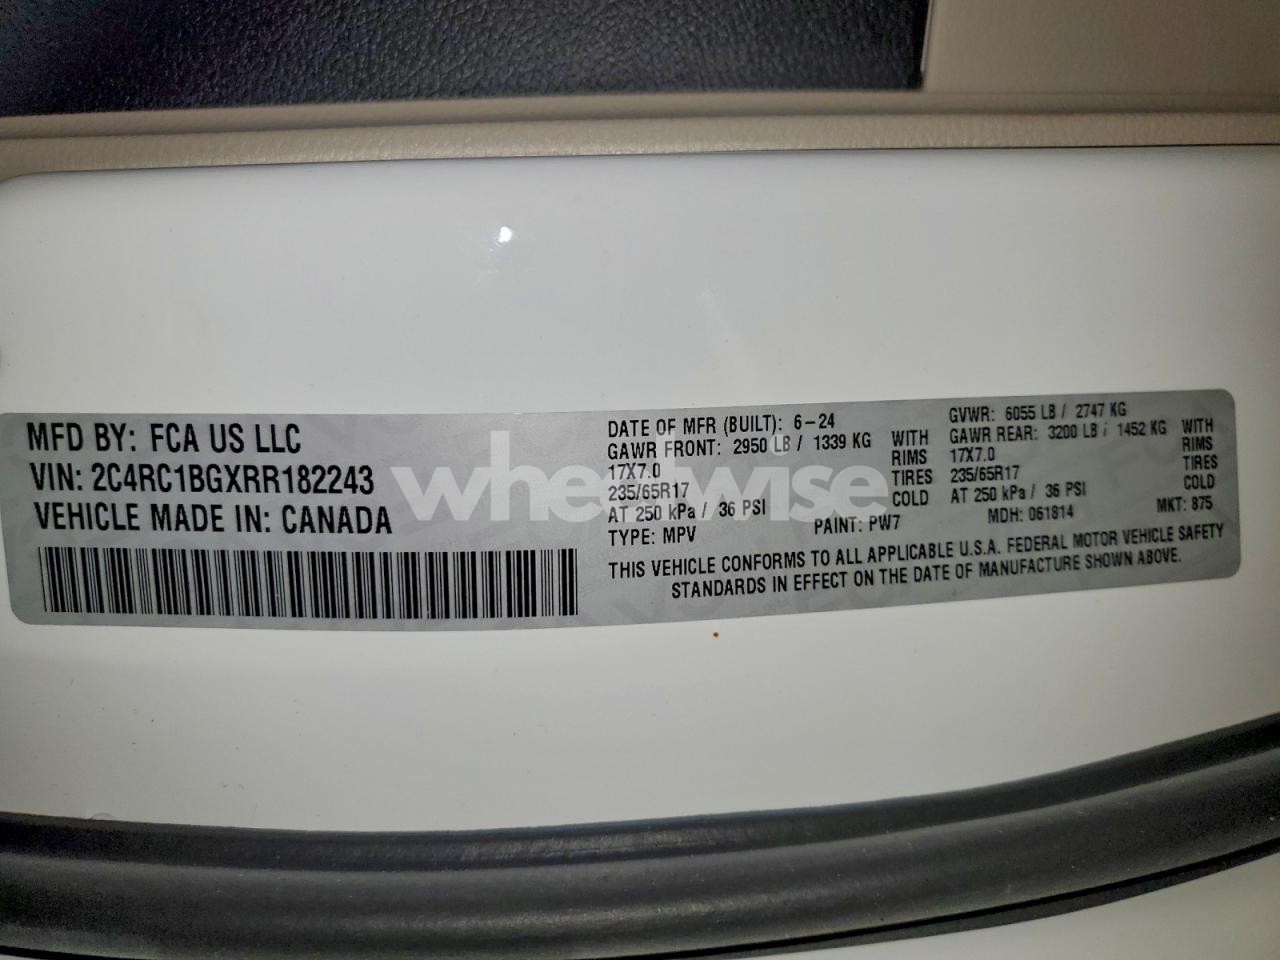 MFD BY: FCA US LLC
VIN: 2C4RC1BGXRR182243
VEHICLE MADE IN: CANADA
DATE OF MFR (BUILT): 6-24
GAWR FRONT: 2950 LB / 1339 KG WITH
17X7.0 RIMS
235/65R17 TIRES
AT 250 kPa / 36 PSI COLD
TYPE: MPV PAINT: PW7
GVWR: 6055 LB / 2747 KG
GAWR REAR: 3200 LB / 1452 KG WITH
17X7.0 RIMS
235/65R17 TIRES
AT 250 kPa / 36 PSI COLD
MDH: 061814 MKT: 875
THIS VEHICLE CONFORMS TO ALL APPLICABLE U.S.A. FEDERAL MOTOR VEHICLE SAFETY
STANDARDS IN EFFECT ON THE DATE OF MANUFACTURE SHOWN ABOVE.
wheelwise